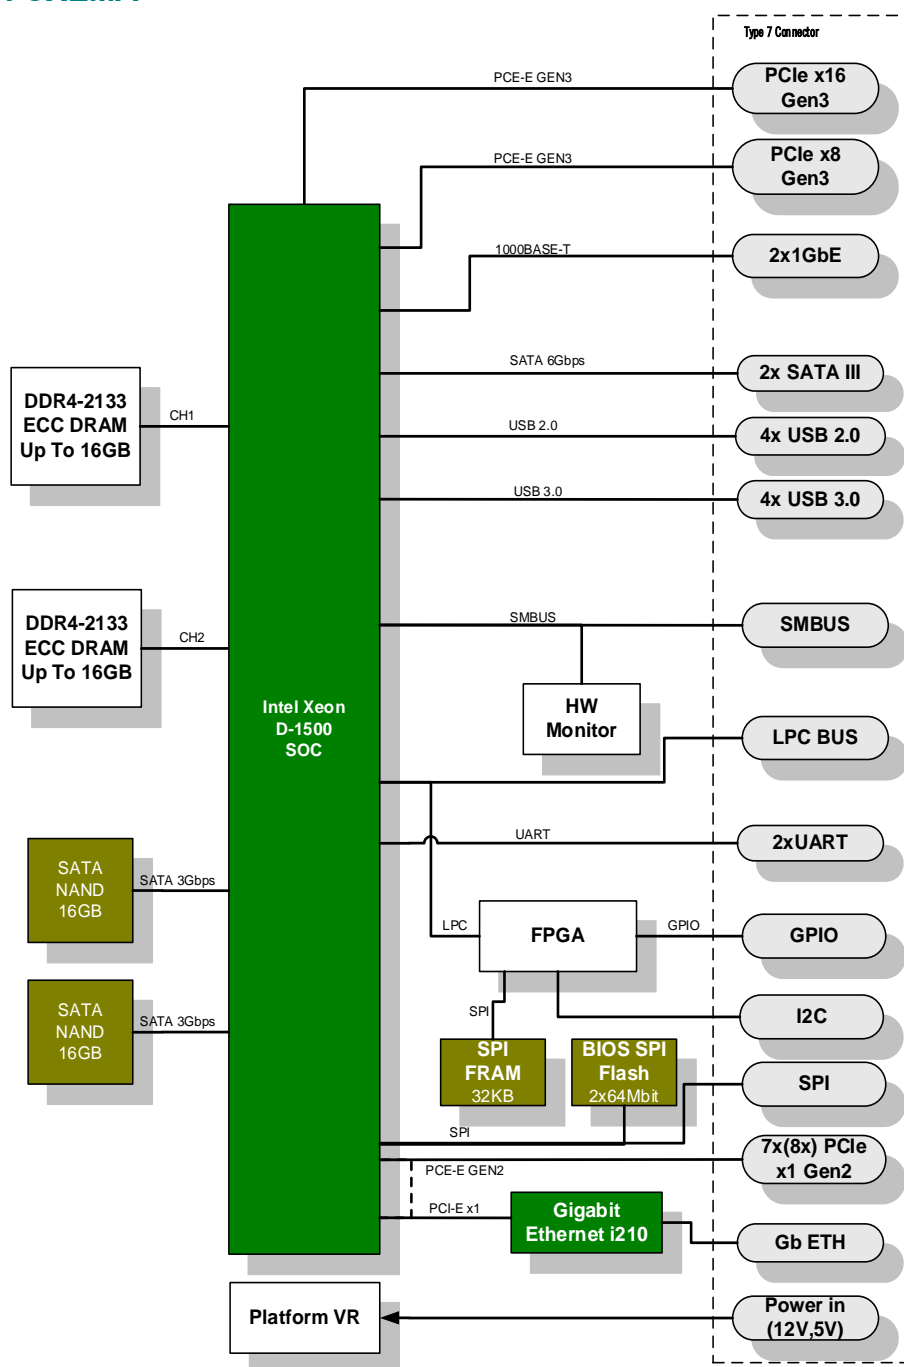 Type 7 Connector
PCE-E GEN3
PCIe x16
Gen3
PCE-E GEN3
PCIe x8
Gen3
1000BASE-T
2x1GbE
SATA 6Gbps
2x SATA III
DDR4-2133
ECC DRAM
Up To 16GB
CH1
USB 2.0
4x USB 2.0
USB 3.0
4x USB 3.0
DDR4-2133
ECC DRAM
Up To 16GB
CH2
SMBUS
SMBUS
Intel Xeon
D-1500
SOC
HW
Monitor
LPC BUS
UART
2xUART
SATA
NAND
16GB
SATA 3Gbps
LPC
FPGA
GPIO
GPIO
SATA
NAND
16GB
SATA 3Gbps
SPI
I2C
SPI
FRAM
32KB
BIOS SPI
Flash
2x64Mbit
SPI
SPI
PCE-E GEN2
7x(8x) PCIe
x1 Gen2
PCI-E x1
Gigabit
Ethernet i210
Gb ETH
Platform VR
Power in
(12V,5V)